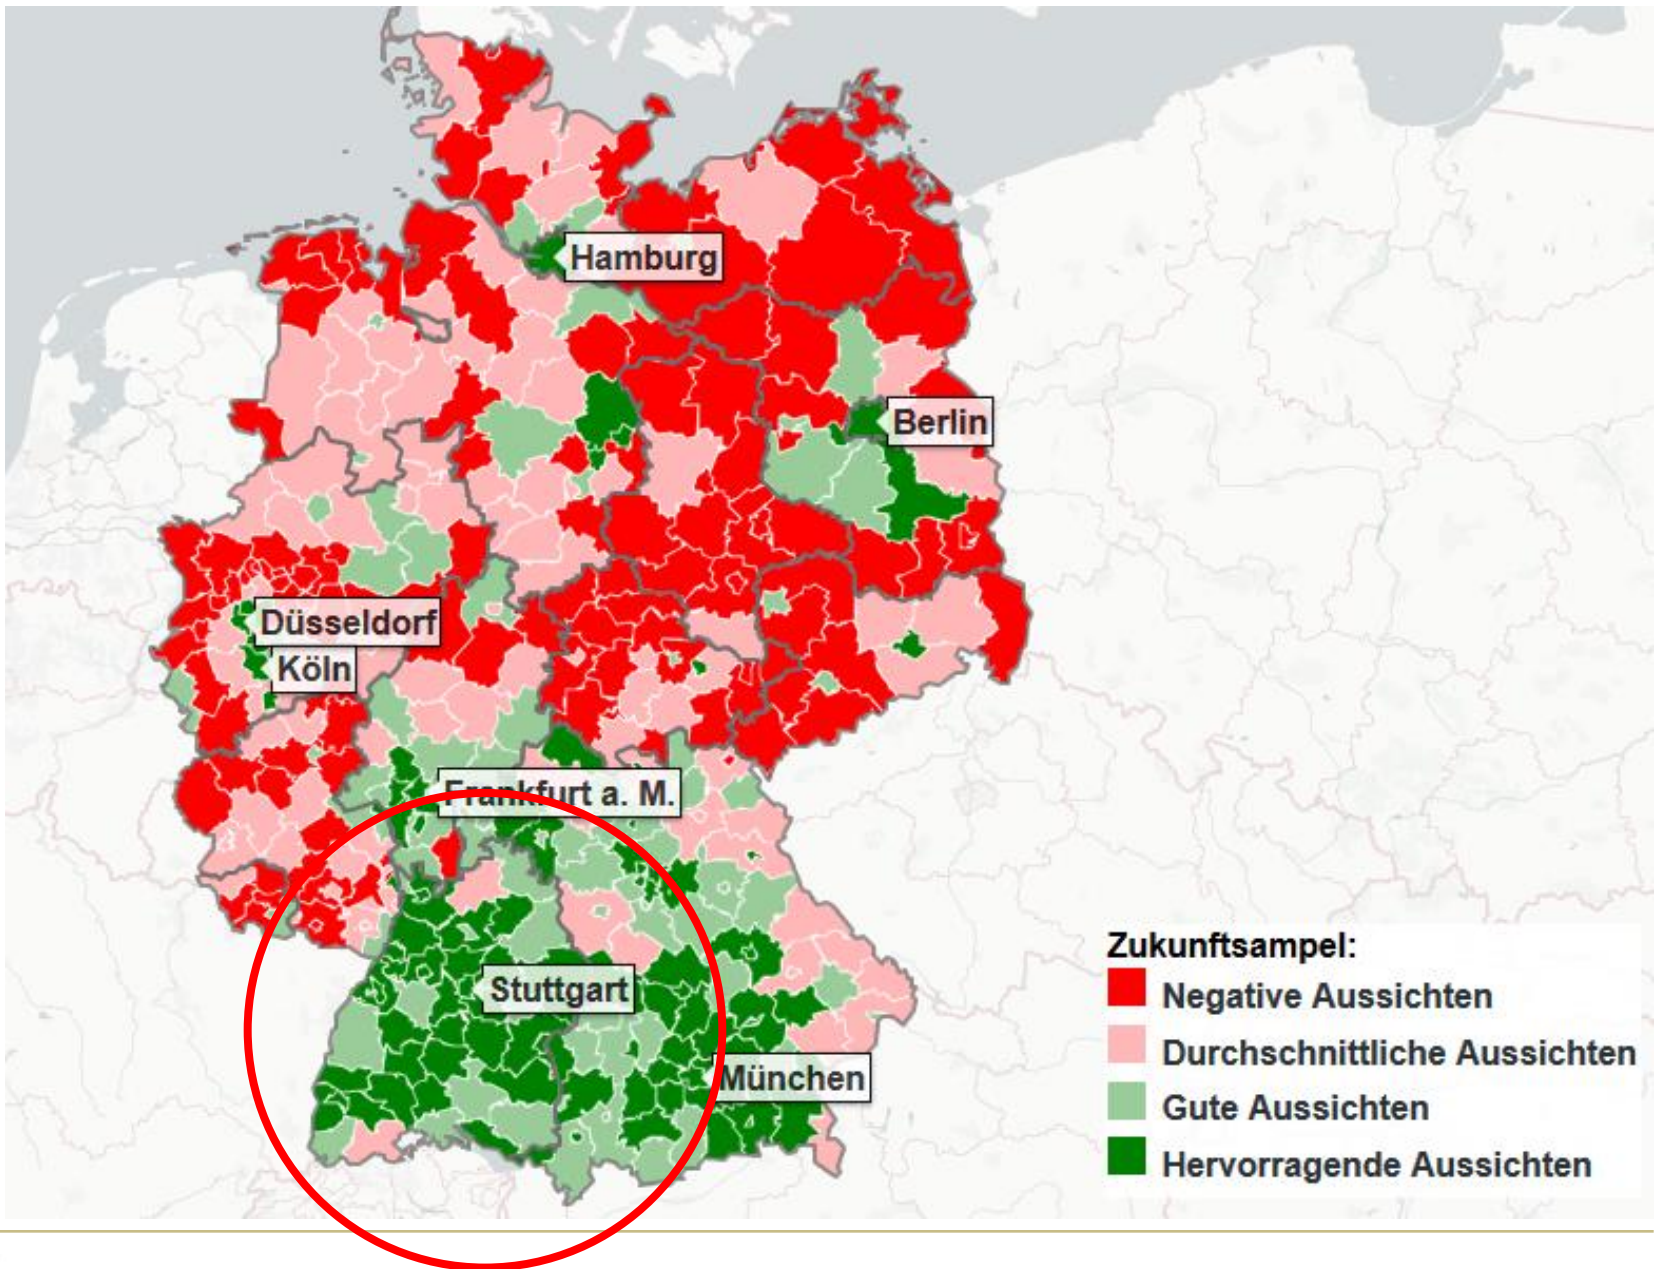 Hamburg
Berlin
Düsseldorf
Köln
Frankfurt a. M.
Stuttgart
München
Zukunftsampel:
Negative Aussichten
Durchschnittliche Aussichten
Gute Aussichten
Hervorragende Aussichten